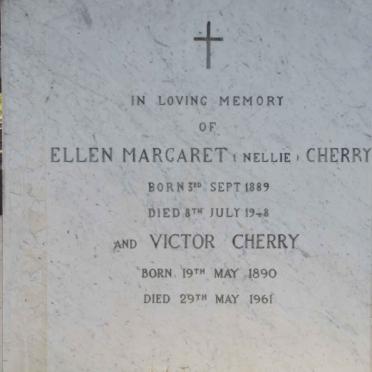 IN LOVING MEMORY
OF
ELLEN MARGARET (NELLIE) CHERRY
BORN 3RD SEPT 1889
DIED 8TH JULY 1948
AND VICTOR CHERRY
BORN 19TH MAY 1890
DIED 29TH MAY 1961